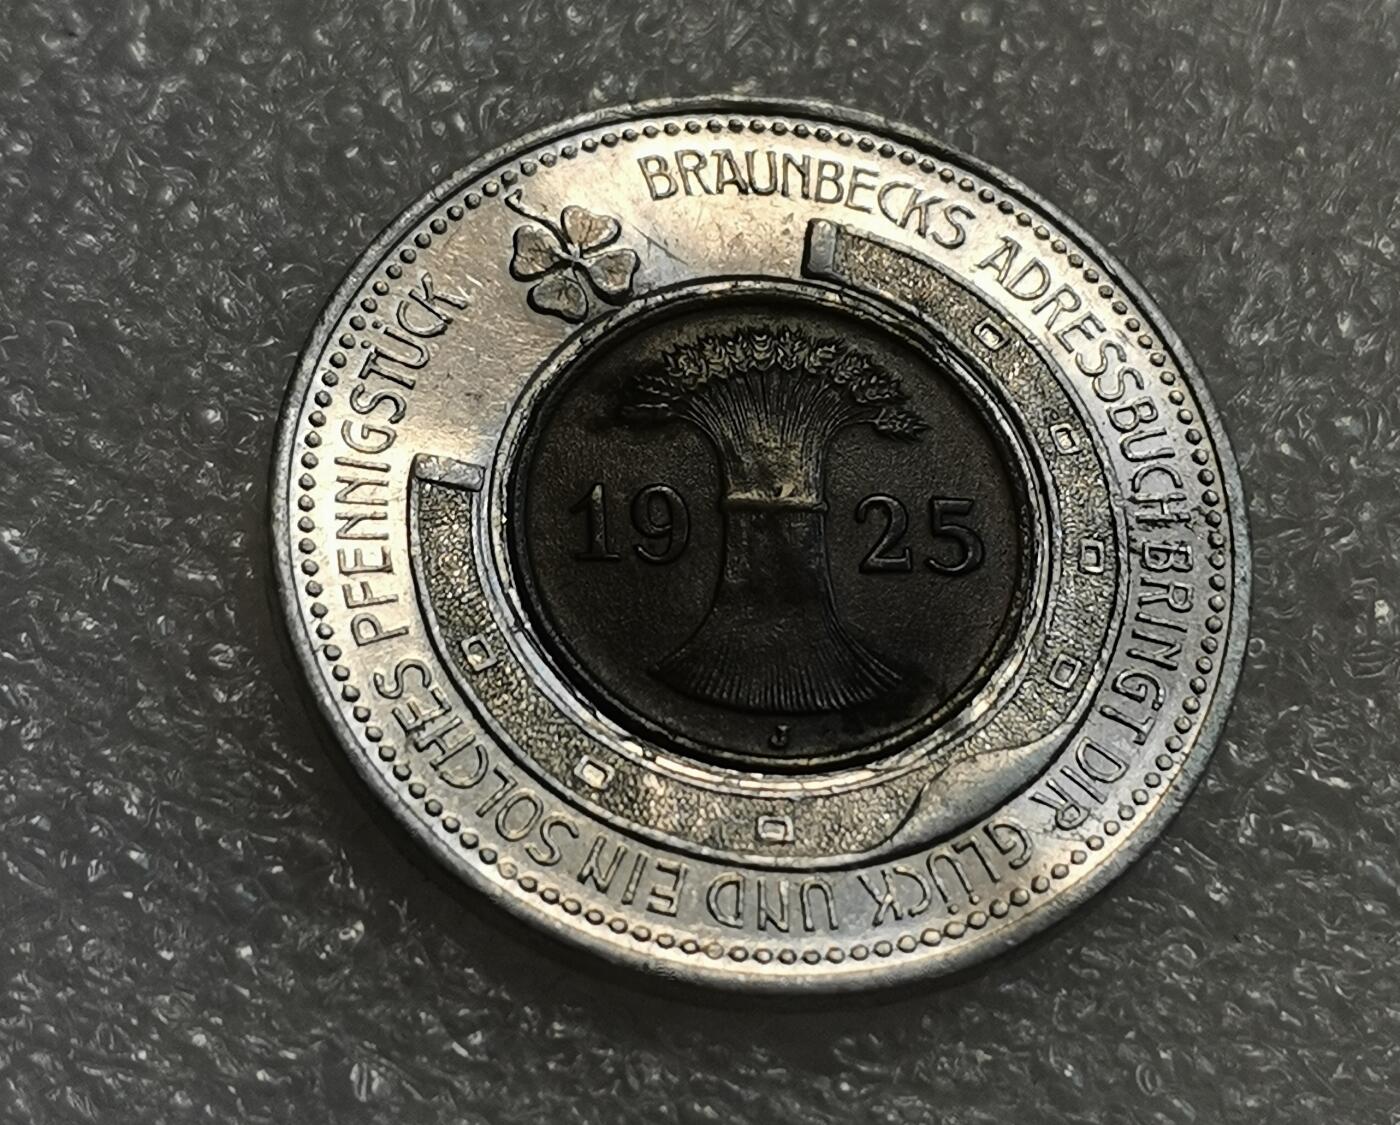 BRAUNBECKS ADRESSBUCH BRINGT DIR GLÜCK UND EIN SOLCHES PFENNIGSTÜCK
19 25
J